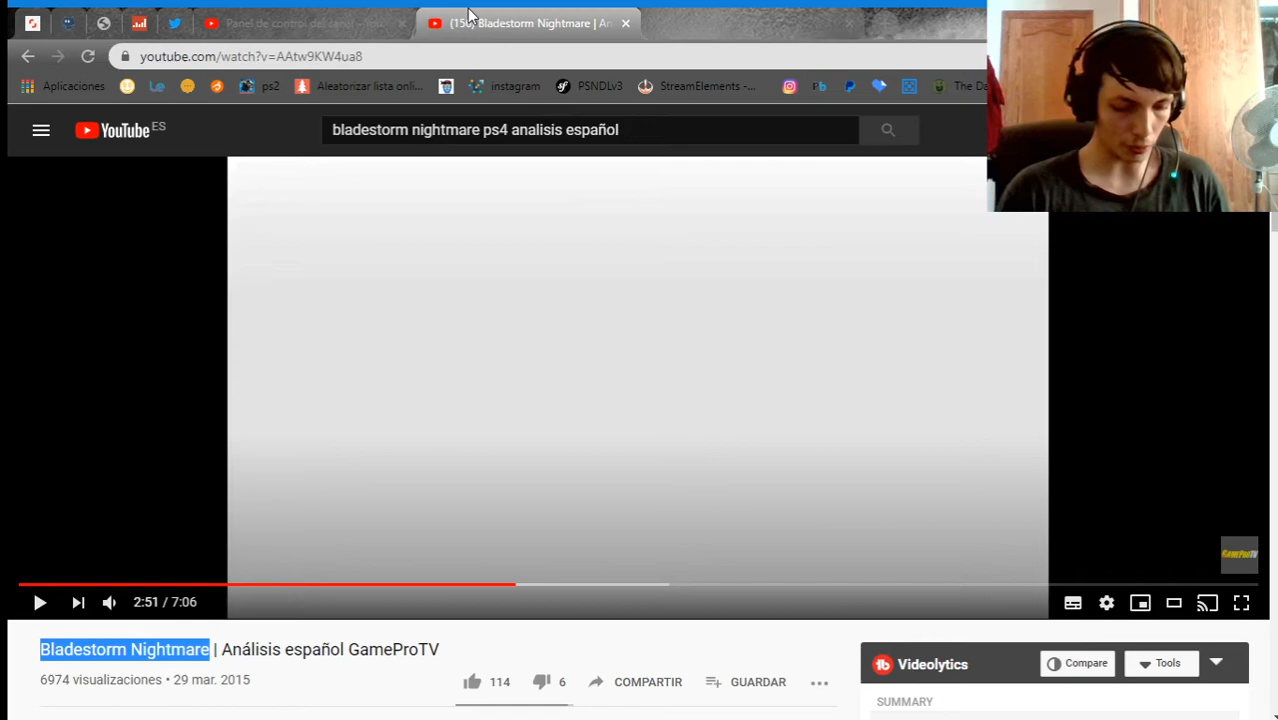 Panel de control del canal - You
(150) Bladestorm Nightmare | An
youtube.com/watch?v=AAtw9KW4ua8
Aplicaciones
ps2
Aleatorizar lista onli...
instagram
PSNDLv3
StreamElements -...
The Da
YouTube ES
bladestorm nightmare ps4 analisis español
GameProTV
2:51 / 7:06
Bladestorm Nightmare | Análisis español GameProTV
6974 visualizaciones • 29 mar. 2015
114
6
COMPARTIR
GUARDAR
Videolytics
Compare
Tools
SUMMARY